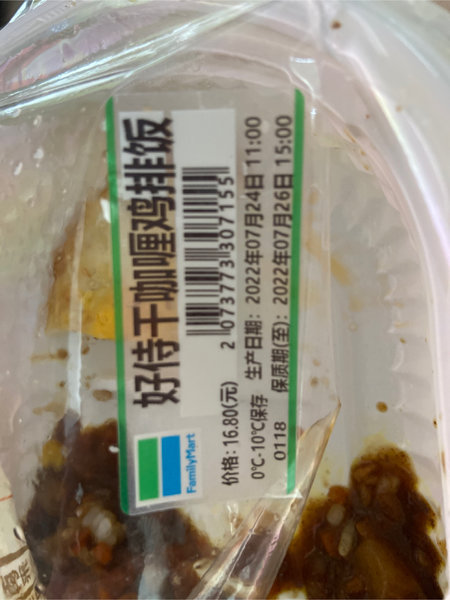 好侍干咖喱鸡排饭
2 073773 307155
价格: 16.80(元)
生产日期: 2022年07月24日 11:00
0℃-10℃保存
保质期(至): 2022年07月26日 15:00
0118
FamilyMart